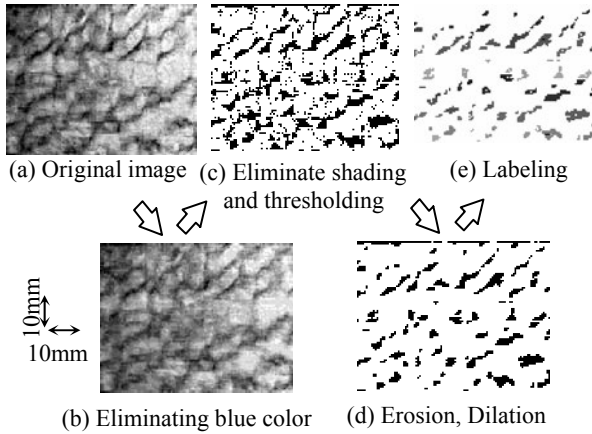 (a) Original image
(c) Eliminate shading
and thresholding
(e) Labeling
10mm
10mm
(b) Eliminating blue color
(d) Erosion, Dilation